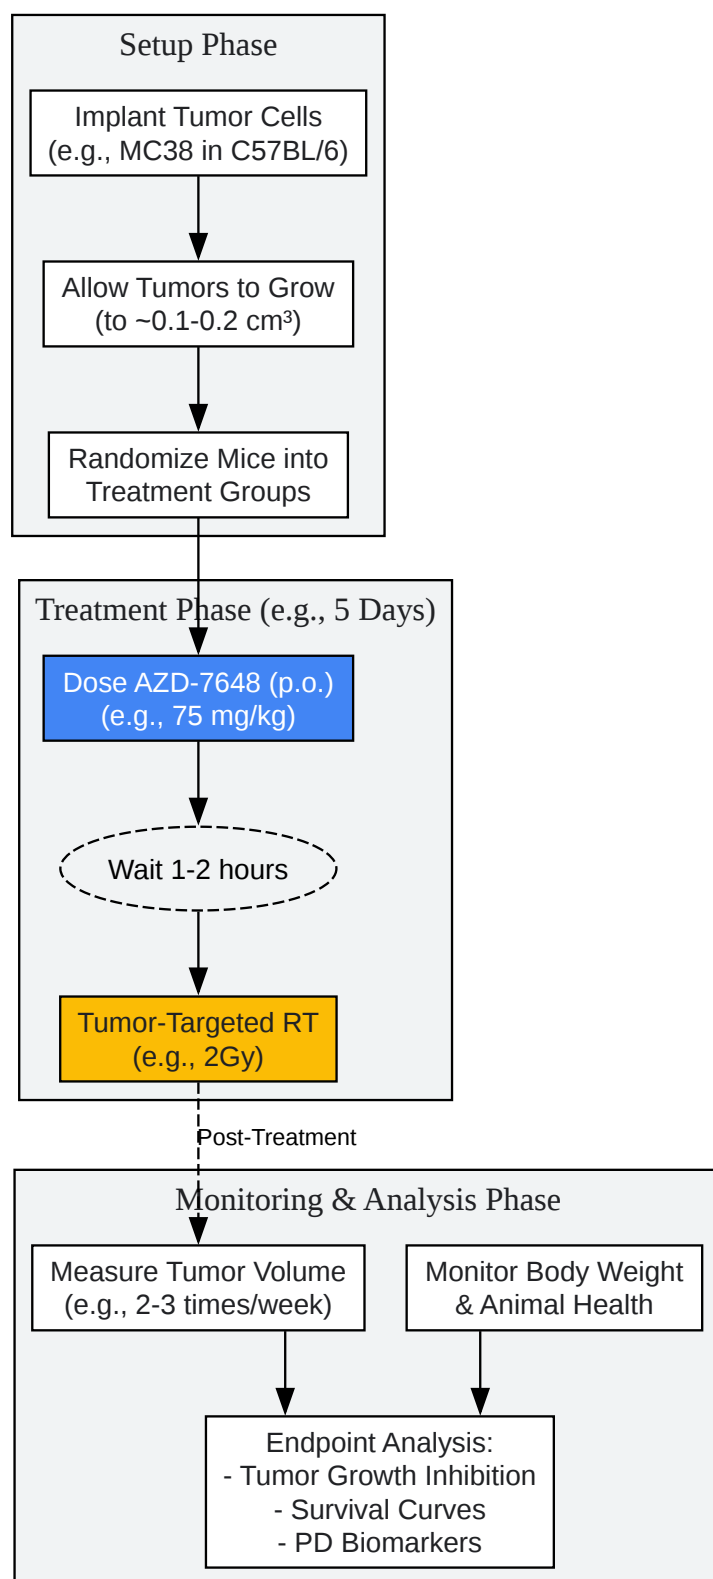 Setup Phase
Implant Tumor Cells
(e.g., MC38 in C57BL/6)
Allow Tumors to Grow
(to ~0.1-0.2 cm³)
Randomize Mice into
Treatment Groups
Treatment Phase (e.g., 5 Days)
Dose AZD-7648 (p.o.)
(e.g., 75 mg/kg)
Wait 1-2 hours
Tumor-Targeted RT
(e.g., 2Gy)
Post-Treatment
Monitoring & Analysis Phase
Measure Tumor Volume
(e.g., 2-3 times/week)
Monitor Body Weight
& Animal Health
Endpoint Analysis:
- Tumor Growth Inhibition
- Survival Curves
- PD Biomarkers